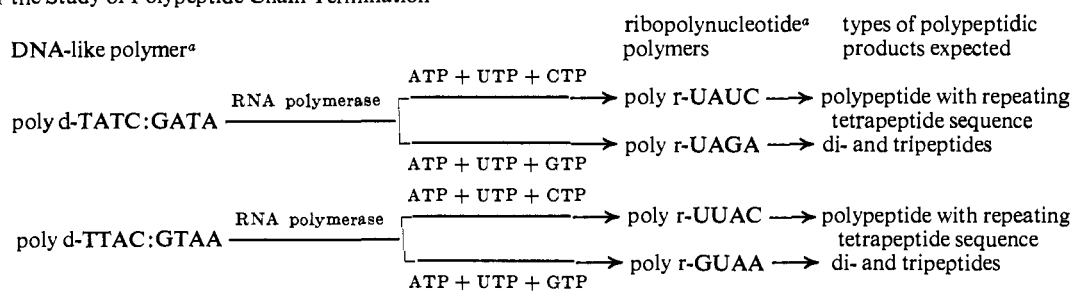 the Study of Polypeptide Chain Termination
DNA-like polymerᵃ
ribopolynucleotideᵃ polymers
types of polypeptidic products expected
poly d-TATC:GATA
RNA polymerase
ATP + UTP + CTP
poly r-UAUC
polypeptide with repeating
tetrapeptide sequence
ATP + UTP + GTP
poly r-UAGA
di- and tripeptides
poly d-TTAC:GTAA
RNA polymerase
ATP + UTP + CTP
poly r-UUAC
polypeptide with repeating
tetrapeptide sequence
ATP + UTP + GTP
poly r-GUAA
di- and tripeptides